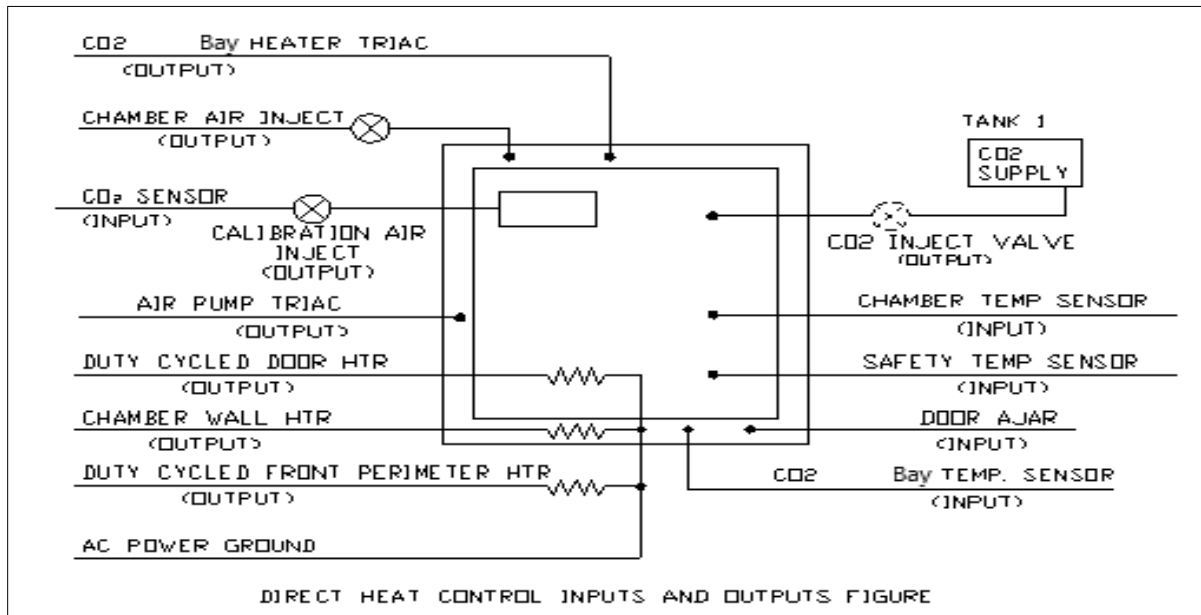 CO2 Bay HEATER TRIAC
(OUTPUT)
CHAMBER AIR INJECT
(OUTPUT)
TANK 1
CO2
SUPPLY
CO2 SENSOR
(INPUT)
CALIBRATION AIR
INJECT
(OUTPUT)
CO2 INJECT VALVE
(OUTPUT)
AIR PUMP TRIAC
(OUTPUT)
CHAMBER TEMP SENSOR
(INPUT)
DUTY CYCLED DOOR HTR
(OUTPUT)
SAFETY TEMP SENSOR
(INPUT)
CHAMBER WALL HTR
(OUTPUT)
DOOR AJAR
(INPUT)
DUTY CYCLED FRONT PERIMETER HTR
(OUTPUT)
CO2 Bay TEMP. SENSOR
(INPUT)
AC POWER GROUND
DIRECT HEAT CONTROL INPUTS AND OUTPUTS FIGURE